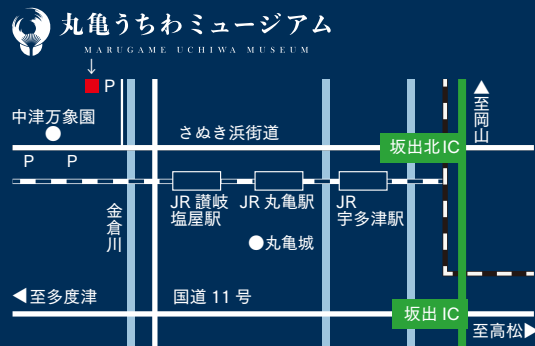 丸亀うちわミュージアム
MARUGAME UCHIWA MUSEUM
↓
P
至岡山
中津万象園
さぬき浜街道
坂出北IC
P P
JR 讃岐
塩屋駅
JR 丸亀駅
JR
宇多津駅
金倉川
丸亀城
至多度津
国道 11 号
坂出 IC
至高松